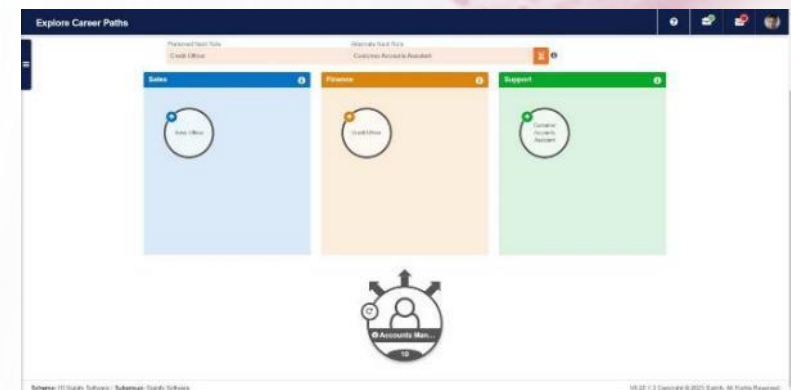 Explore Career Paths
Preferred Next Role
Alternate Next Role
Credit Officer
Customer Accounts Assistant
Sales
Finance
Support
Sales Officer
Credit Officer
Customer
Accounts
Assistant
Accounts Man...
10